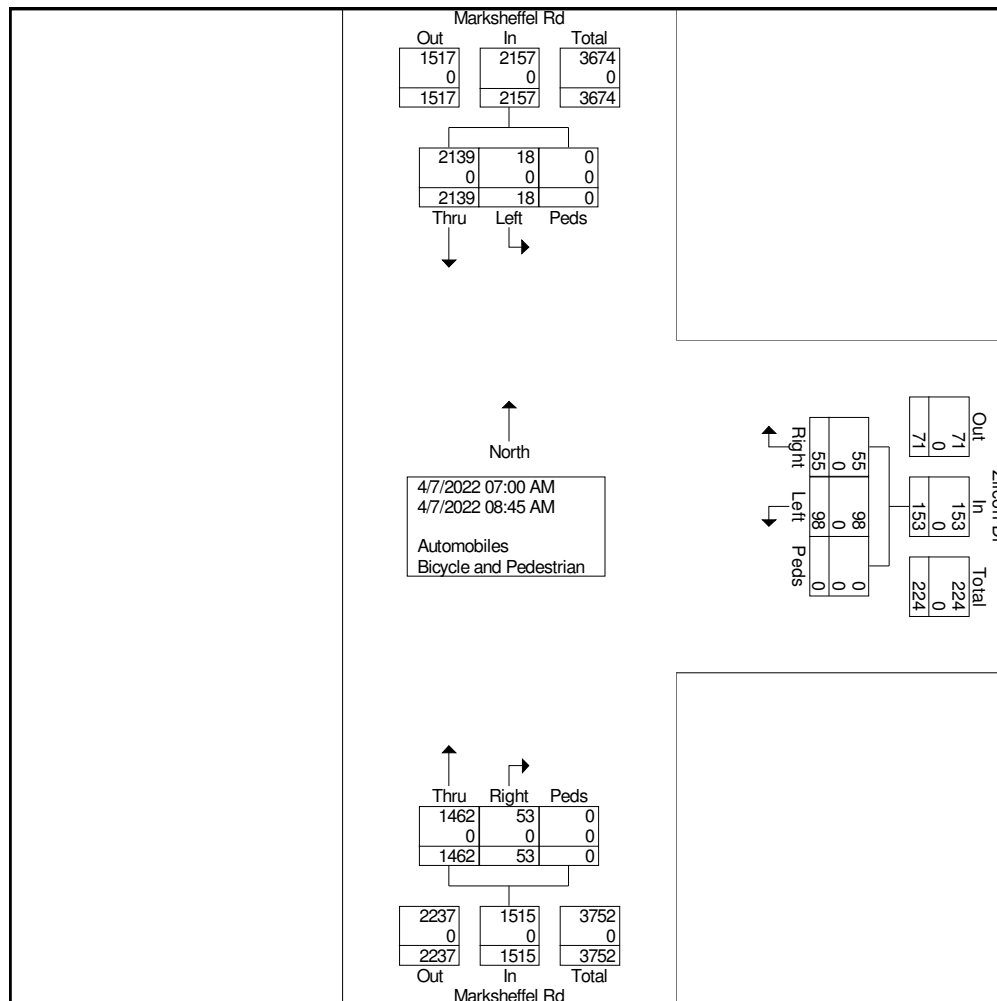 Marksheffel Rd
Out In Total
1517 2157 3674
0 0 0
1517 2157 3674
2139 18 0
0 0 0
2139 18 0
Thru Left Peds
North
4/7/2022 07:00 AM
4/7/2022 08:45 AM
Automobiles
Bicycle and Pedestrian
Out In Total
71 153 224
0 0 0
71 153 224
55 98 0
0 0 0
55 98 0
Right Left Peds
Thru Right Peds
1462 53 0
0 0 0
1462 53 0
2237 1515 3752
0 0 0
2237 1515 3752
Out In Total
Marksheffel Rd